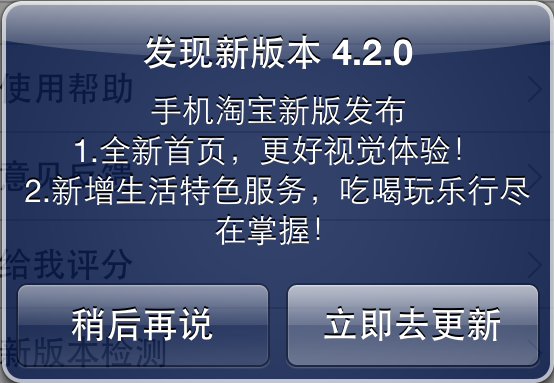 发现新版本 4.2.0
使用帮助
手机淘宝新版发布
1.全新首页，更好视觉体验！
意见反馈
2.新增生活特色服务，吃喝玩乐行尽
在掌握！
给我评分
稍后再说
立即去更新
新版本检测